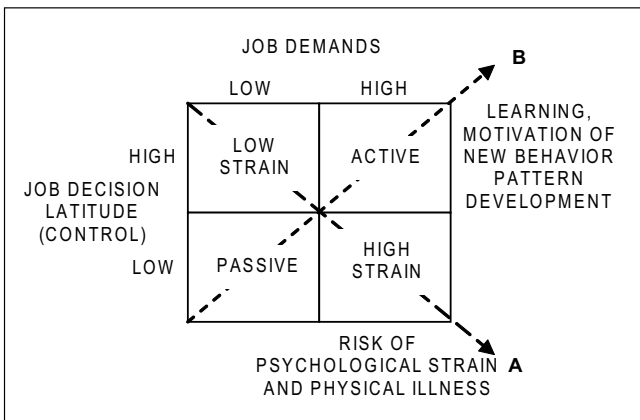 JOB DEMANDS
B
LOW HIGH
LEARNING,
MOTIVATION OF
NEW BEHAVIOR
PATTERN
DEVELOPMENT
HIGH
LOW
STRAIN
ACTIVE
JOB DECISION
LATITUDE
(CONTROL)
LOW
PASSIVE
HIGH
STRAIN
RISK OF
PSYCHOLOGICAL STRAIN A
AND PHYSICAL ILLNESS